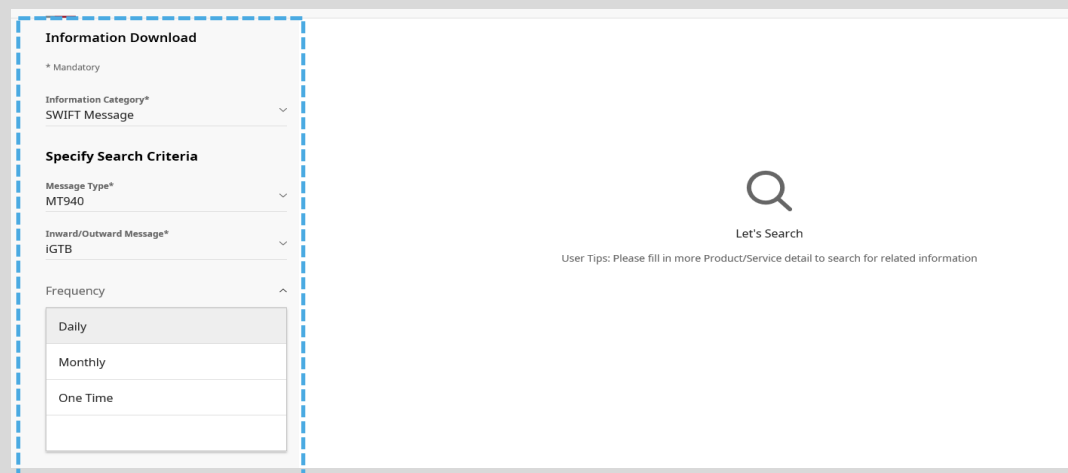 Information Download
* Mandatory
Information Category*
SWIFT Message
Specify Search Criteria
Message Type*
MT940
Inward/Outward Message*
iGTB
Frequency
Daily
Monthly
One Time
Let's Search
User Tips: Please fill in more Product/Service detail to search for related information